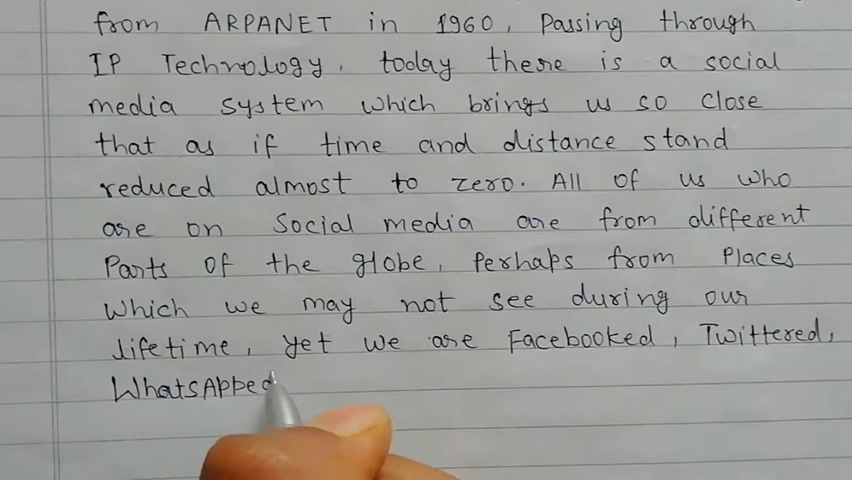 from ARPANET in 1960, Passing through
IP Technology, today there is a social
media system which brings us so close
that as if time and distance stand
reduced almost to zero. All of us who
are on social media are from different
Parts of the globe, Perhaps from Places
which we may not see during our
lifetime, yet we are Facebooked, Twittered,
WhatsApped